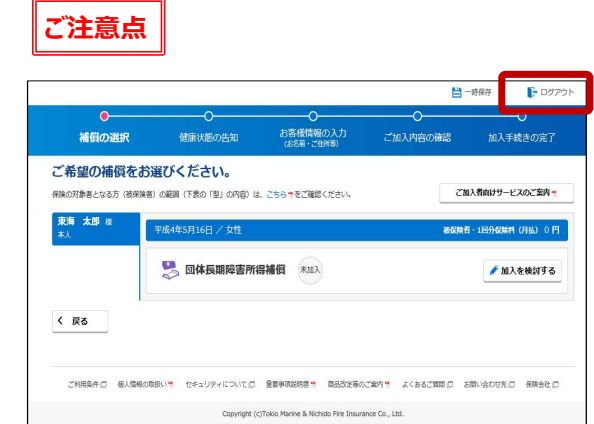 ご注意点
一時保存 ログアウト
補償の選択 健康状態の告知 お客様情報の入力 ご加入内容の確認 加入手続きの完了
(お名前・ご住所等)
ご希望の補償をお選びください。
保険の対象者となる方(被保険者)の範囲(下表の「型」の内容)は、こちらをご確認ください。 ご加入者向けサービスのご案内
東海 太郎 様
本人
平成4年5月16日 / 女性 被保険者・1回分保険料(月払) 0 円
団体長期障害所得補償 未加入 加入を検討する
戻る
ご利用条件 個人情報の取扱い セキュリティについて 重要事項説明書 商品改定等のご案内 よくあるご質問 お問い合わせ先 保険会社
Copyright (c)Tokio Marine & Nichido Fire Insurance Co., Ltd.